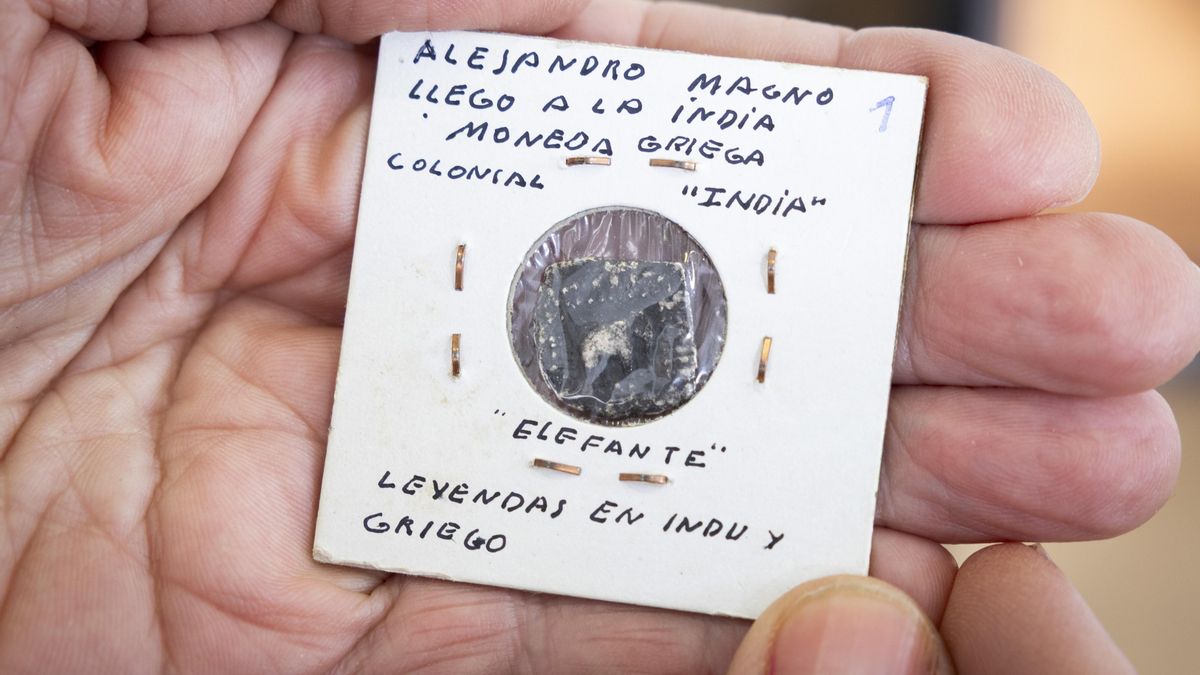 ALEJANDRO MAGNO 1
LLEGO A LA INDIA
MONEDA GRIEGA
COLONIAL "INDIA"
"ELEFANTE"
LEYENDAS EN INDU Y
GRIEGO